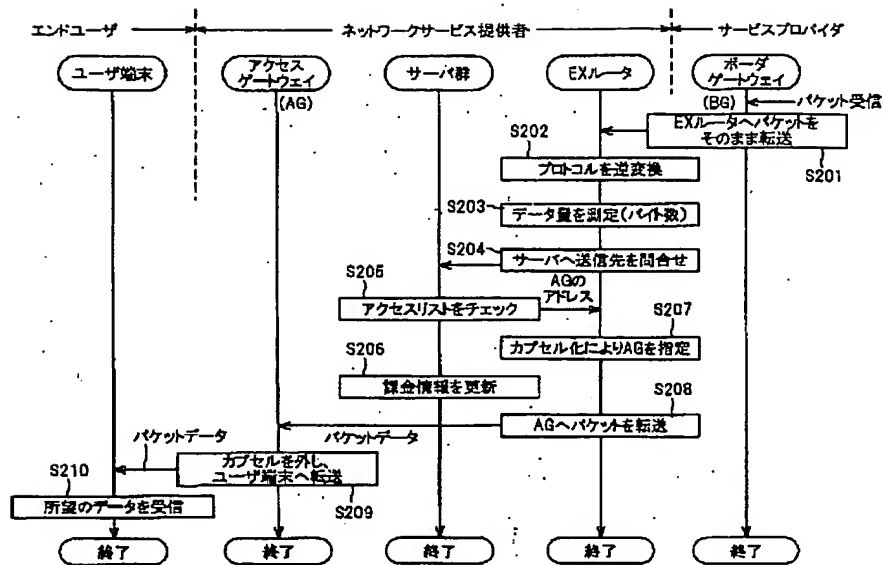 エンドユーザ
ネットワークサービス提供者
サービスプロバイダ
ユーザ端末
アクセス
ゲートウェイ
(AG)
サーバ群
EXルータ
ボーダ
ゲートウェイ
(BG)
パケット受信
EXルータへパケットを
そのまま転送
S201
S202
プロトコルを逆変換
S203
データ量を測定(バイト数)
S204
サーバへ送信先を問合せ
S205
アクセスリストをチェック
AGの
アドレス
S207
カプセル化によりAGを指定
S206
課金情報を更新
S208
AGへパケットを転送
パケットデータ
パケットデータ
カプセルを外し、
ユーザ端末へ転送
S209
S210
所望のデータを受信
終了
終了
終了
終了
終了